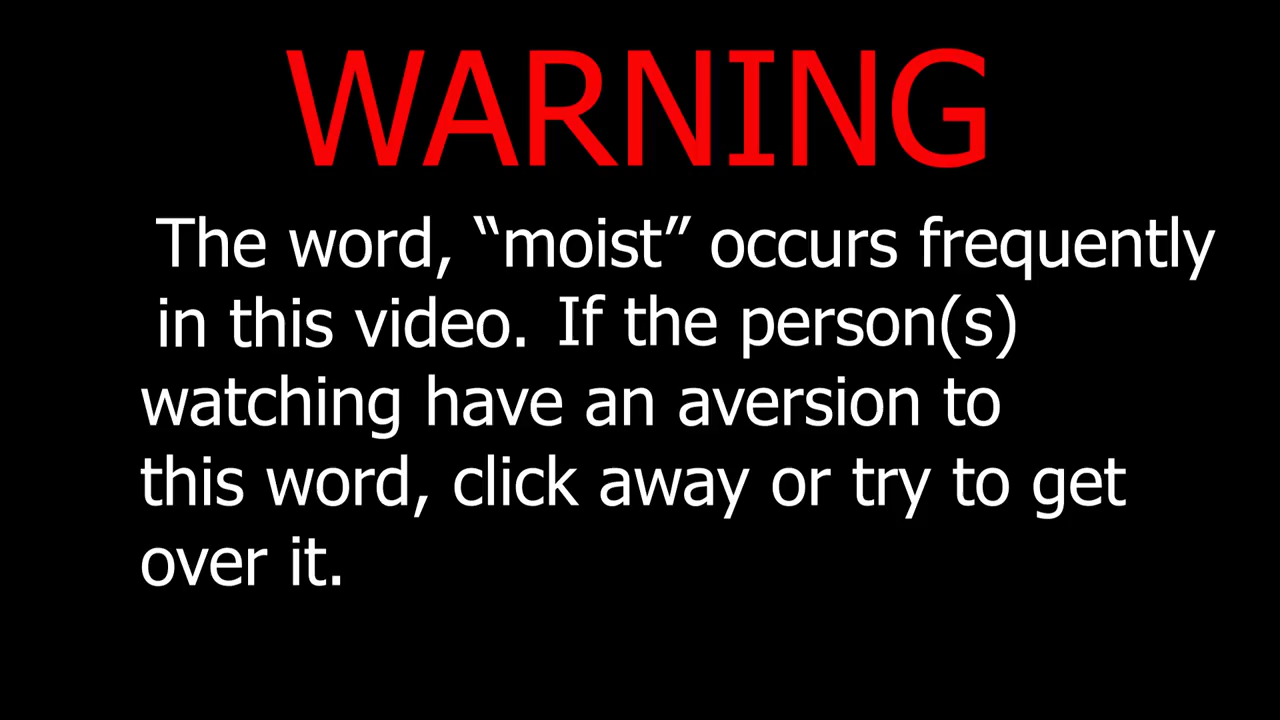 WARNING
The word, “moist” occurs frequently
in this video. If the person(s)
watching have an aversion to
this word, click away or try to get
over it.